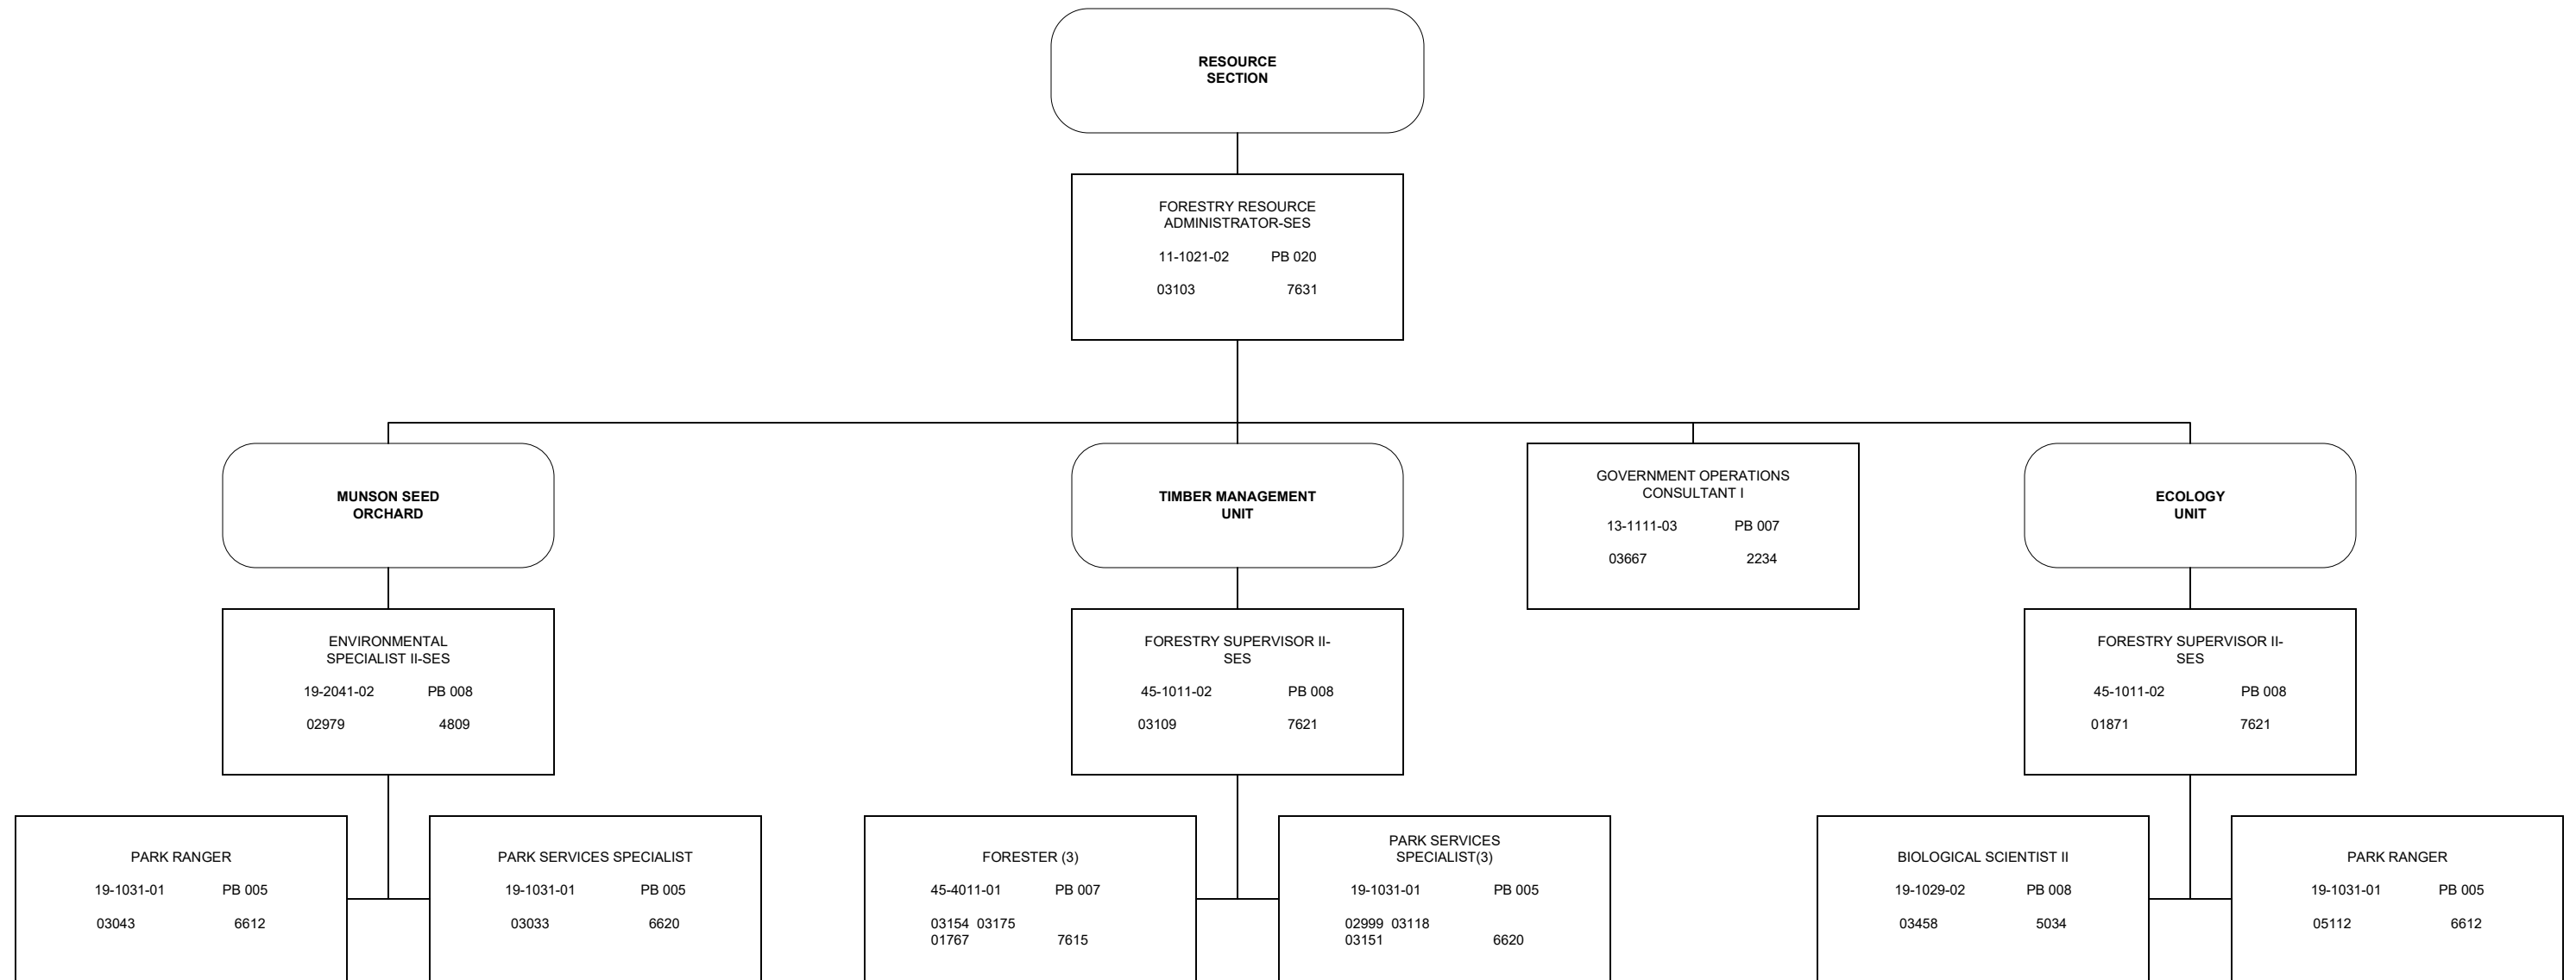 RESOURCE
SECTION
FORESTRY RESOURCE
ADMINISTRATOR-SES
11-1021-02 PB 020
03103 7631
MUNSON SEED
ORCHARD
TIMBER MANAGEMENT
UNIT
GOVERNMENT OPERATIONS
CONSULTANT I
13-1111-03 PB 007
03667 2234
ECOLOGY
UNIT
ENVIRONMENTAL
SPECIALIST II-SES
19-2041-02 PB 008
02979 4809
FORESTRY SUPERVISOR II-
SES
45-1011-02 PB 008
03109 7621
FORESTRY SUPERVISOR II-
SES
45-1011-02 PB 008
01871 7621
PARK RANGER
19-1031-01 PB 005
03043 6612
PARK SERVICES SPECIALIST
19-1031-01 PB 005
03033 6620
FORESTER (3)
45-4011-01 PB 007
03154 03175
01767 7615
PARK SERVICES
SPECIALIST(3)
19-1031-01 PB 005
02999 03118
03151 6620
BIOLOGICAL SCIENTIST II
19-1029-02 PB 008
03458 5034
PARK RANGER
19-1031-01 PB 005
05112 6612